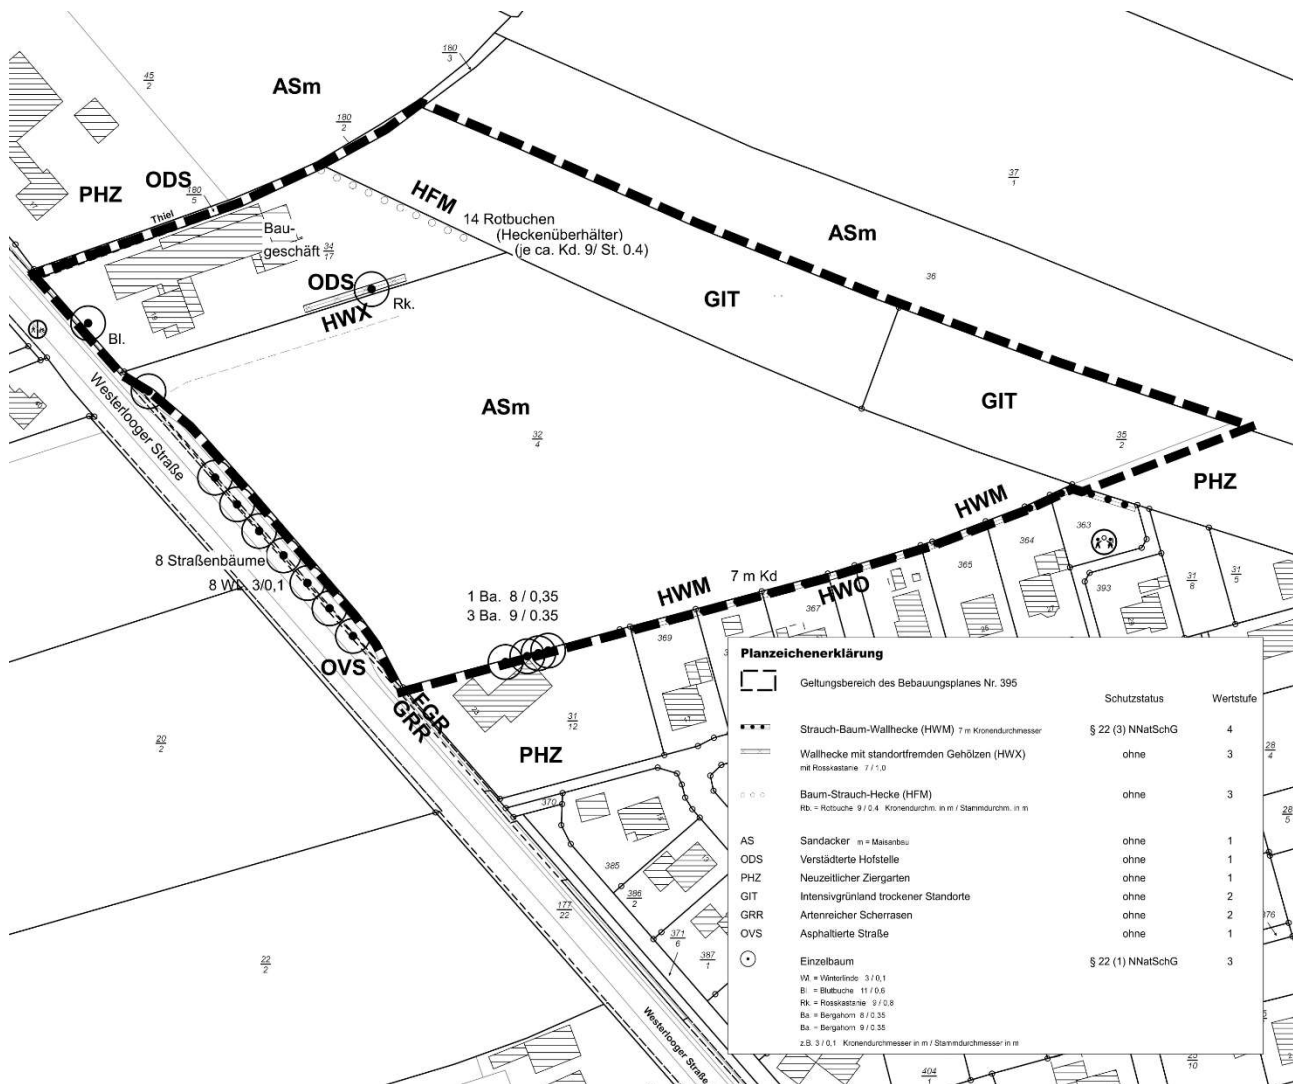 180
3
45
2
ASm
180
2
37
1
ODS
180
5
PHZ
Thiel
HFM
14 Rotbuchen
(Heckenüberhälter)
(je ca. Kd. 9/ St. 0.4)
Bau-
geschäft
34
17
ASm
36
ODS
Rk.
HWX
GIT
Bl.
Westerlooger Straße
ASm
32
4
GIT
35
2
PHZ
HWM
363
364
365
31
6
31
5
393
8 Straßenbäume
8 WL. 3/0,1
7 m Kd
HWM
HWO
367
1 Ba. 8 / 0,35
3 Ba. 9 / 0.35
369
OVS
FGR
GRR
31
12
PHZ
20
2
370
385
386
2
177
22
371
6
387
1
22
2
Westerlooger Straße
404
1
28
4
376
10
Planzeichenerklärung
Geltungsbereich des Bebauungsplanes Nr. 395
Schutzstatus Wertstufe
Strauch-Baum-Wallhecke (HWM) 7 m Kronendurchmesser § 22 (3) NNatSchG 4
Wallhecke mit standortfremden Gehölzen (HWX) ohne 3
mit Rosskastanie 7 / 1,0
Baum-Strauch-Hecke (HFM) ohne 3
Rb. = Rotbuche 9 / 0.4 Kronendurchm. in m / Stammdurchm. in m
AS Sandacker m = Maisanbau ohne 1
ODS Verstädterte Hofstelle ohne 1
PHZ Neuzeitlicher Ziergarten ohne 1
GIT Intensivgrünland trockener Standorte ohne 2
GRR Artenreicher Scherrasen ohne 2
OVS Asphaltierte Straße ohne 1
Einzelbaum § 22 (1) NNatSchG 3
Wl. = Winterlinde 3 / 0,1
Bl. = Blutbuche 11 / 0,6
Rk. = Rosskastanie 9 / 0,8
Ba. = Bergahorn 8 / 0,35
Ba. = Bergahorn 9 / 0,35
z.B. 3 / 0,1 Kronendurchmesser in m / Stammdurchmesser in m